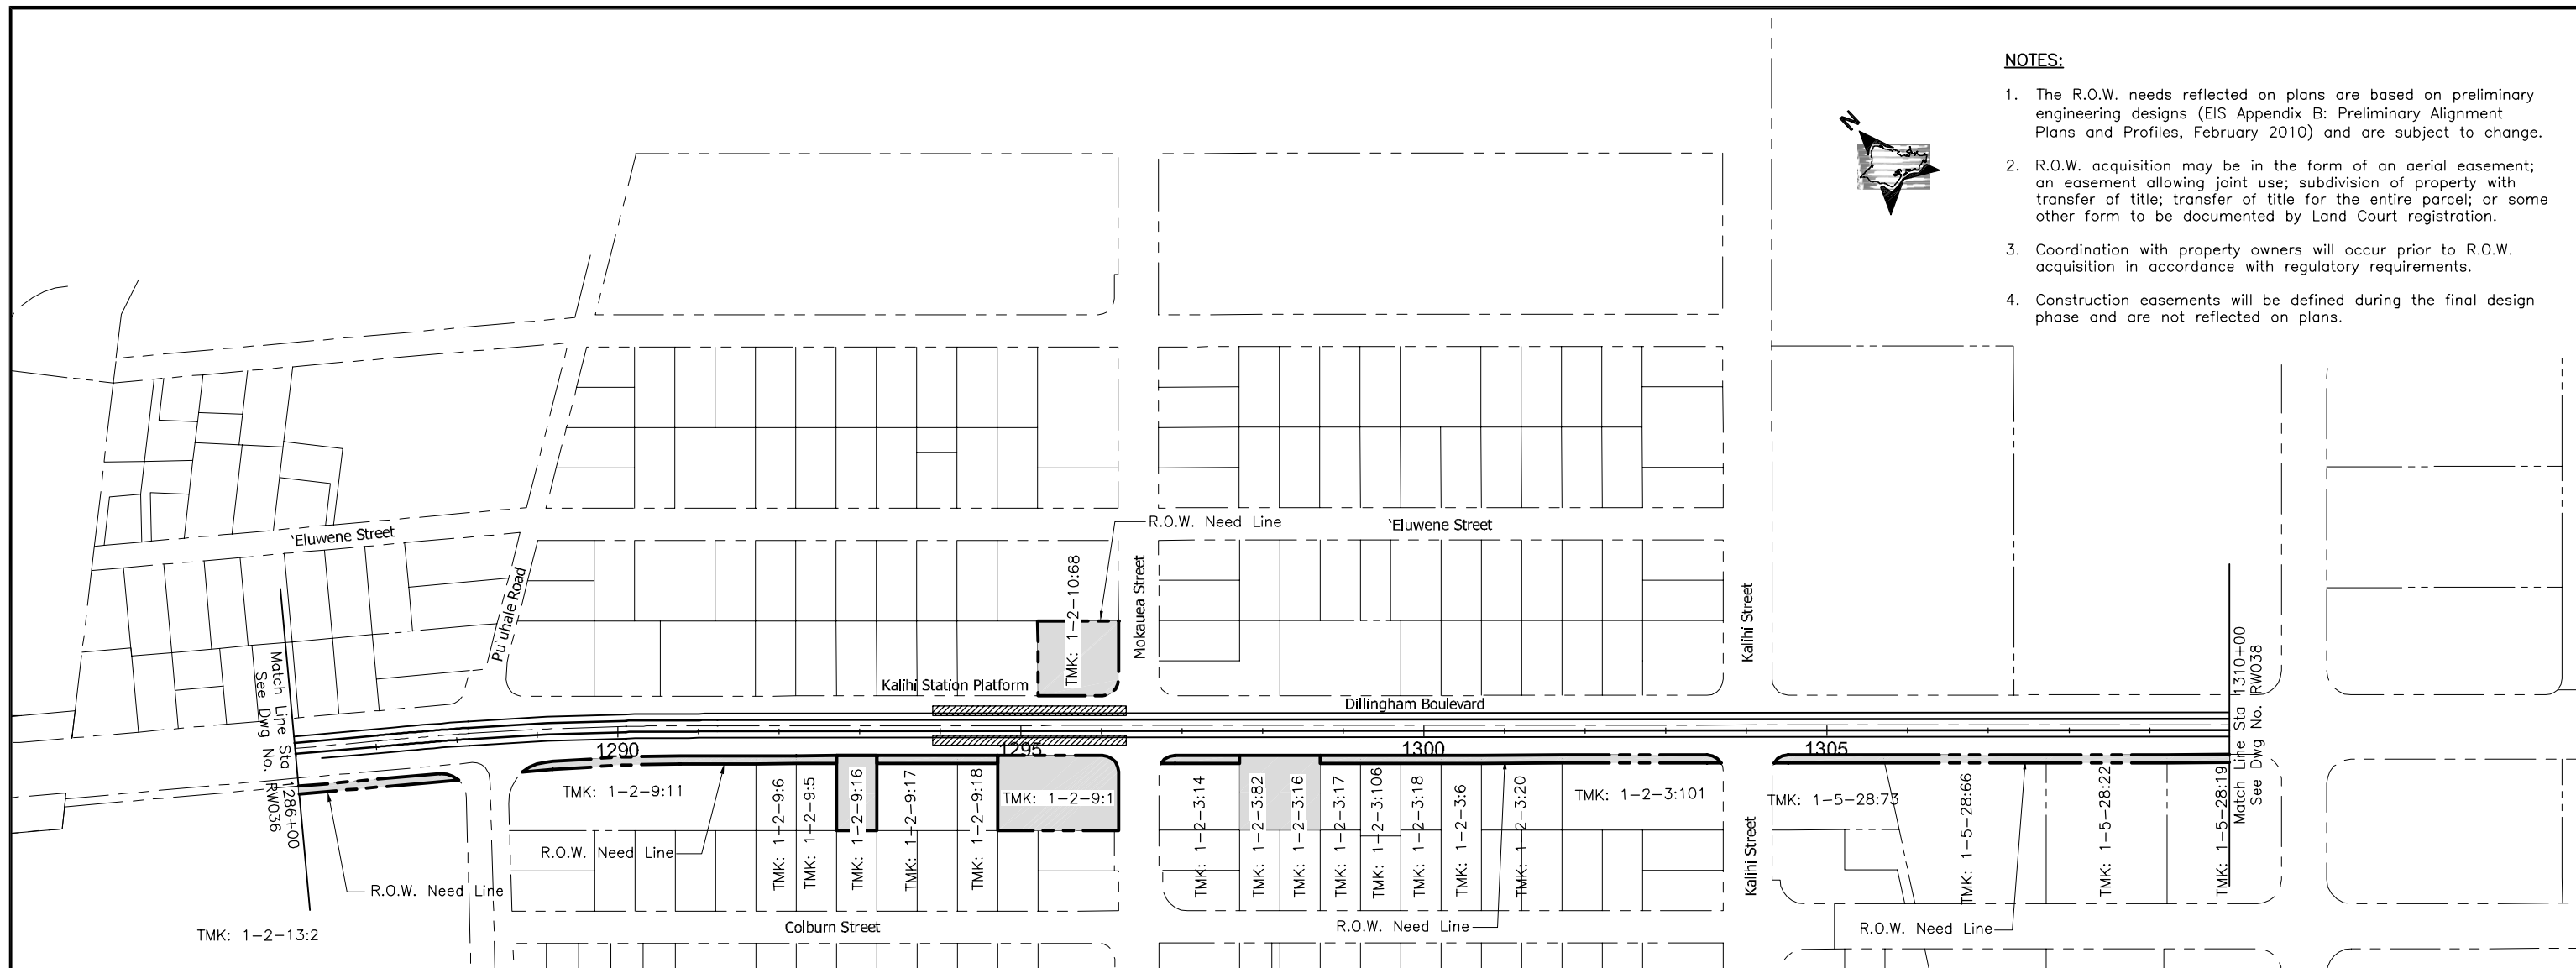 NOTES:
1. The R.O.W. needs reflected on plans are based on preliminary
engineering designs (EIS Appendix B: Preliminary Alignment
Plans and Profiles, February 2010) and are subject to change.
2. R.O.W. acquisition may be in the form of an aerial easement;
an easement allowing joint use; subdivision of property with
transfer of title; transfer of title for the entire parcel; or some
other form to be documented by Land Court registration.
3. Coordination with property owners will occur prior to R.O.W.
acquisition in accordance with regulatory requirements.
4. Construction easements will be defined during the final design
phase and are not reflected on plans.
N
R.O.W. Need Line
`Eluwene Street
`Eluwene Street
Pu`uhale Road
TMK: 1-2-10:68
Mokauea Street
Kalihi Street
Kalihi Station Platform
Dillingham Boulevard
Match Line Sta 1286+00
See Dwg No. RW036
1290
1295
1300
1305
Match Line Sta 1310+00
See Dwg No. RW038
TMK: 1-2-9:11
TMK: 1-2-9:6
TMK: 1-2-9:5
TMK: 1-2-9:16
TMK: 1-2-9:17
TMK: 1-2-9:18
TMK: 1-2-9:1
TMK: 1-2-3:14
TMK: 1-2-3:82
TMK: 1-2-3:16
TMK: 1-2-3:17
TMK: 1-2-3:106
TMK: 1-2-3:18
TMK: 1-2-3:6
TMK: 1-2-3:20
TMK: 1-2-3:101
Kalihi Street
TMK: 1-5-28:73
TMK: 1-5-28:66
TMK: 1-5-28:22
TMK: 1-5-28:19
R.O.W. Need Line
R.O.W. Need Line
R.O.W. Need Line
R.O.W. Need Line
Colburn Street
TMK: 1-2-13:2